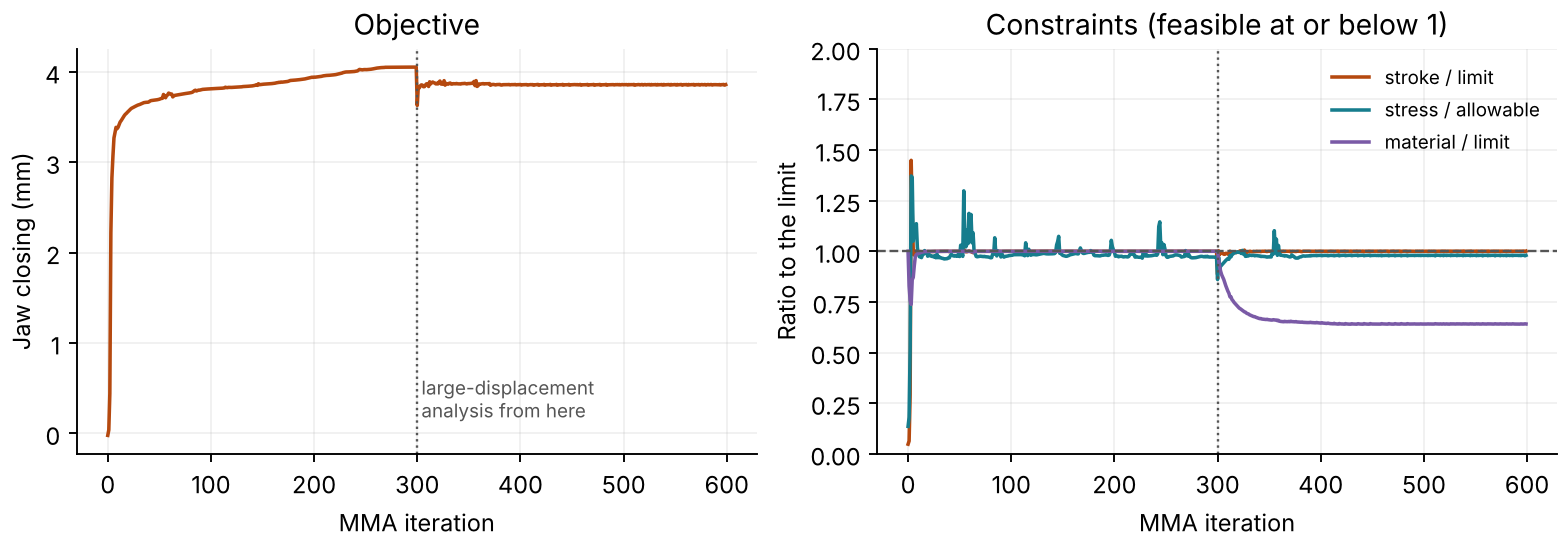 Objective
Jaw closing (mm)
4
3
2
1
0
large-displacement
analysis from here
0 100 200 300 400 500 600
MMA iteration
Constraints (feasible at or below 1)
Ratio to the limit
2.00
1.75
1.50
1.25
1.00
0.75
0.50
0.25
0.00
stroke / limit
stress / allowable
material / limit
0 100 200 300 400 500 600
MMA iteration